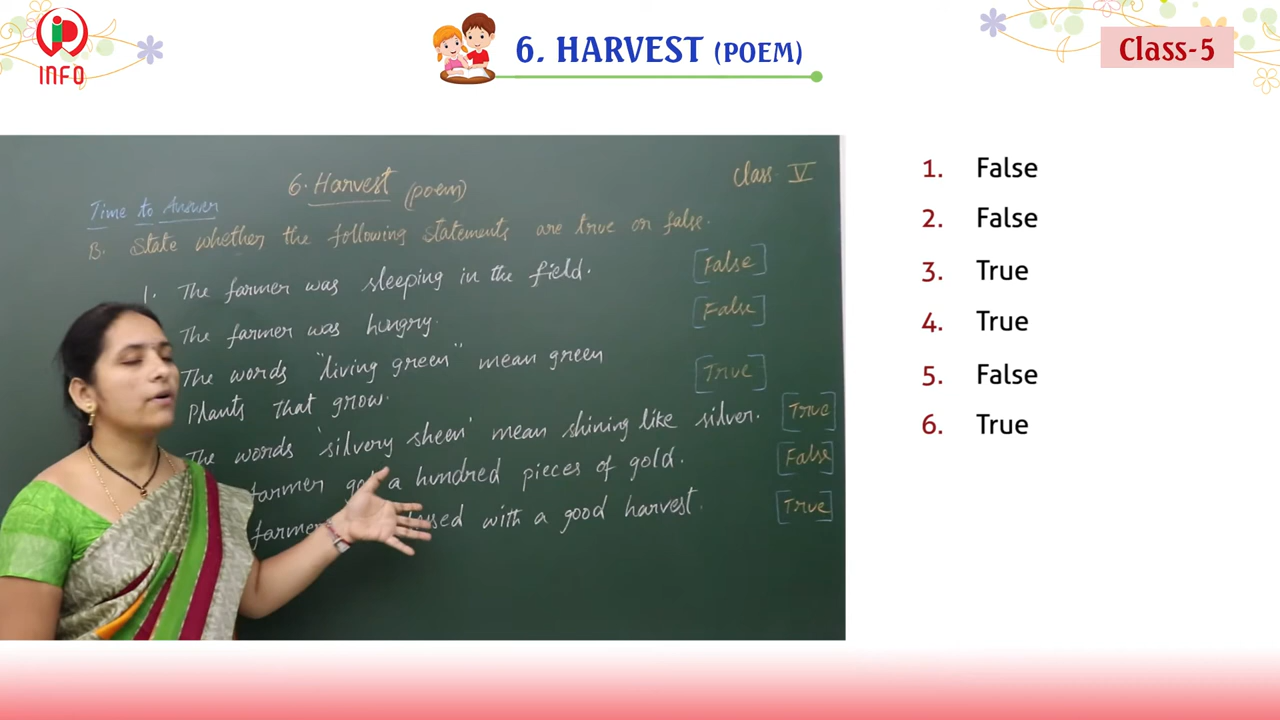 INFO
6. HARVEST (POEM)
Class-5
6. Harvest (poem)
Class V
Time to Answer
B. State whether the following statements are true or false.
1. The farmer was sleeping in the field. [False]
The farmer was hungry. [False]
The words "living green" mean green [True]
Plants that grow.
The words "silvery sheen" mean shining like silver. [True]
farmer a hundred pieces of gold. [False]
farmer with a good harvest. [True]
1. False
2. False
3. True
4. True
5. False
6. True